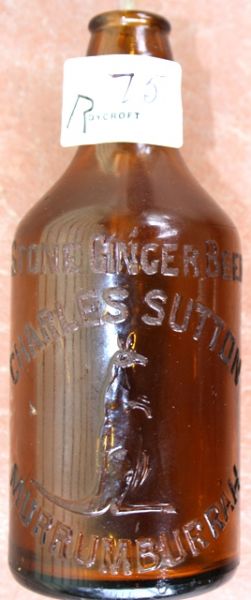 75
ROYCROFT
STONE GINGER BEER
CHARLES SUTTON
MURRUMBURRAH